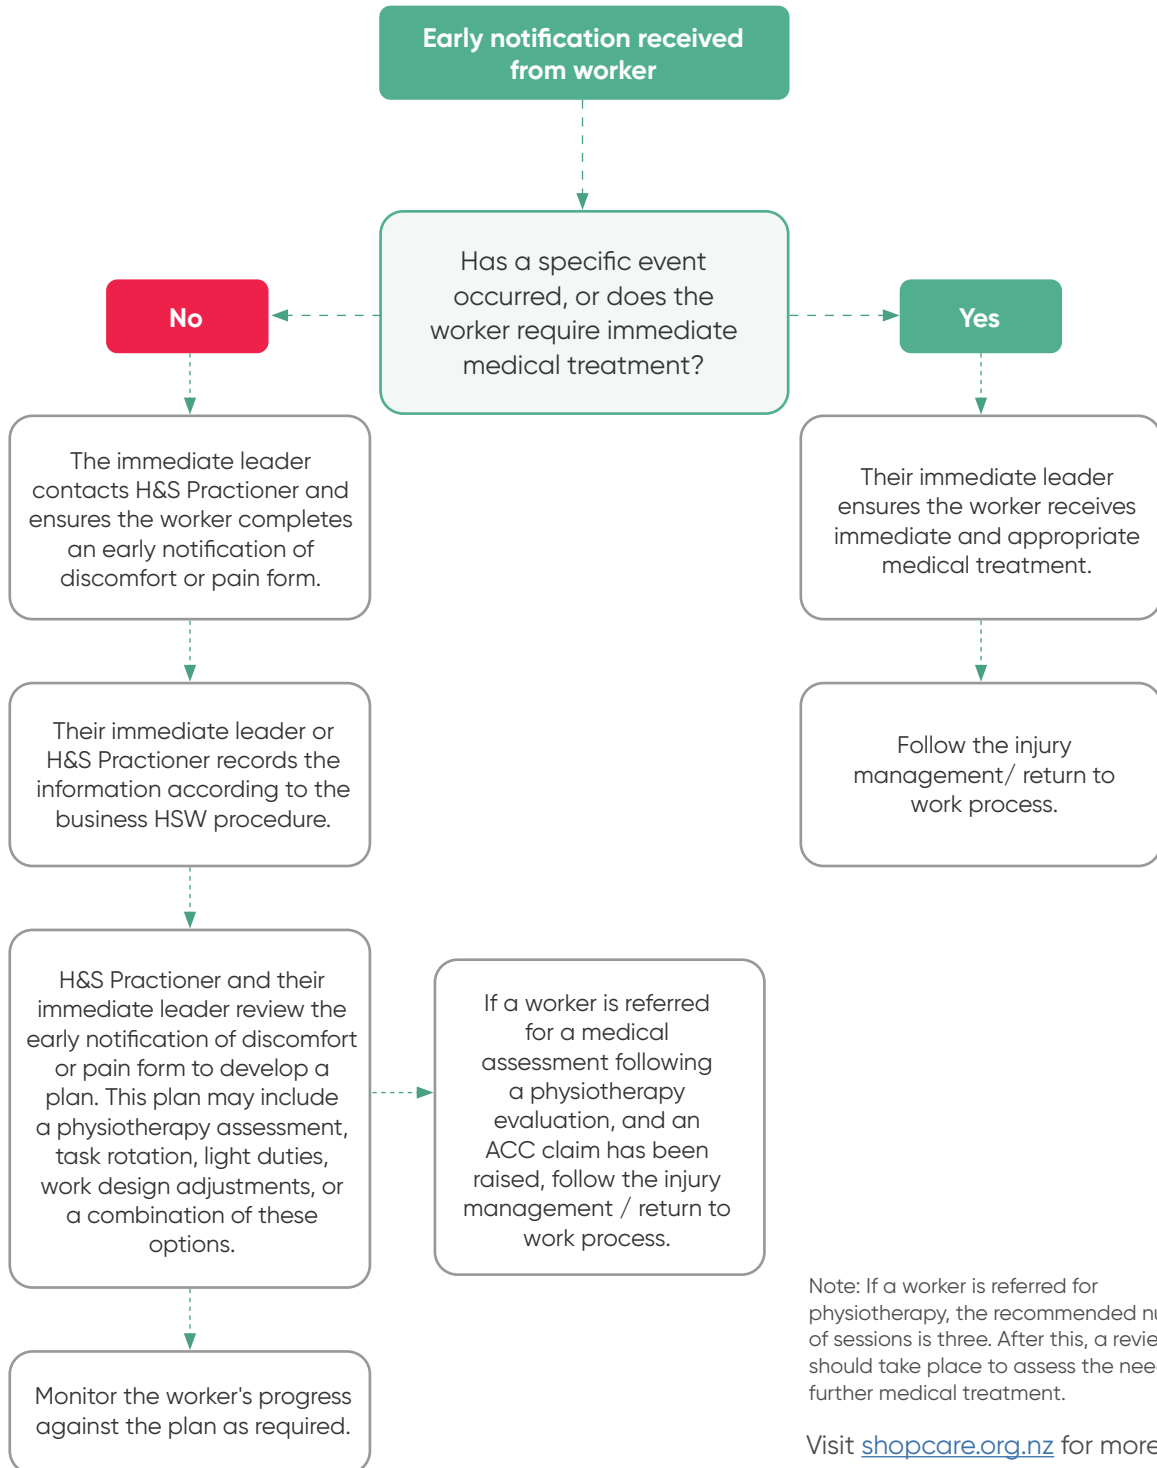 Early notification received
from worker
Has a specific event
occurred, or does the
worker require immediate
medical treatment?
No
Yes
The immediate leader
contacts H&S Practioner and
ensures the worker completes
an early notification of
discomfort or pain form.
Their immediate leader
ensures the worker receives
immediate and appropriate
medical treatment.
Their immediate leader or
H&S Practioner records the
information according to the
business HSW procedure.
Follow the injury
management/ return to
work process.
H&S Practioner and their
immediate leader review the
early notification of discomfort
or pain form to develop a
plan. This plan may include
a physiotherapy assessment,
task rotation, light duties,
work design adjustments, or
a combination of these
options.
If a worker is referred
for a medical
assessment following
a physiotherapy
evaluation, and an
ACC claim has been
raised, follow the injury
management / return to
work process.
Monitor the worker's progress
against the plan as required.
Note: If a worker is referred for
physiotherapy, the recommended
of sessions is three. After this, a
should take place to assess the
further medical treatment.
Visit shopcare.org.nz for more